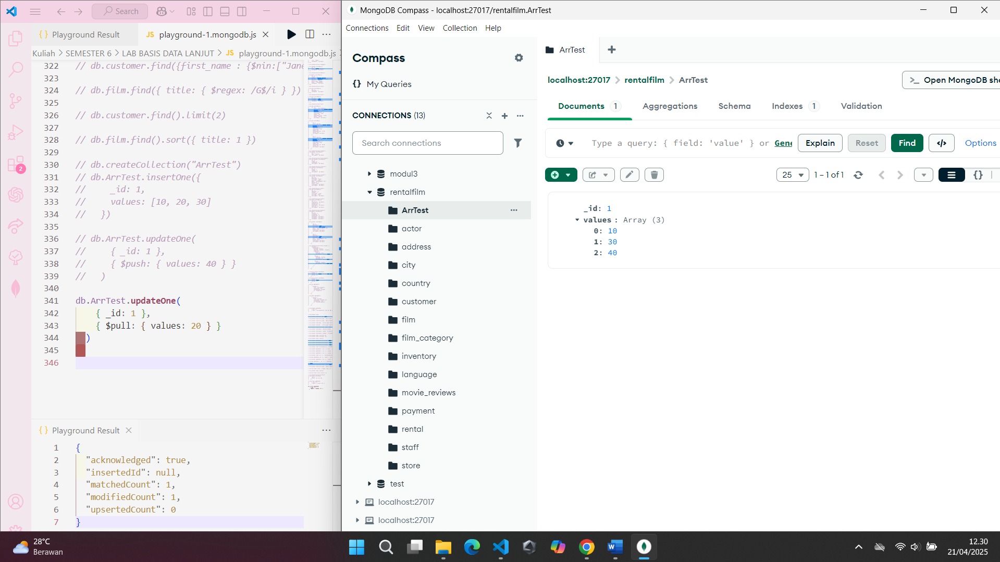 Search
MongoDB Compass - localhost:27017/rentalfilm.ArrTest
Connections Edit View Collection Help
{} Playground Result
JS playground-1.mongodb.js
Kuliah > SEMESTER 6 > LAB BASIS DATA LANJUT > JS playground-1.mongodb.js
322 // db.customer.find({first_name : {$nin:["Jane
323
324 // db.film.find({ title: { $regex: /G$/i } })
325
326 // db.customer.find().limit(2)
327
328 // db.film.find().sort({ title: 1 })
329
330 // db.createCollection("ArrTest")
331 // db.ArrTest.insertOne({
332 // _id: 1,
333 // values: [10, 20, 30]
334 // })
335
336 // db.ArrTest.updateOne(
337 // { _id: 1 },
338 // { $push: { values: 40 } }
339 // )
340
341 db.ArrTest.updateOne(
342 { _id: 1 },
343 { $pull: { values: 20 } }
344 )
345
346
2
{} Playground Result
1 {
2 "acknowledged": true,
3 "insertedId": null,
4 "matchedCount": 1,
5 "modifiedCount": 1,
6 "upsertedCount": 0
7 }
Compass
{} My Queries
CONNECTIONS (13)
Search connections
modul3
rentalfilm
ArrTest
actor
address
city
country
customer
film
film_category
inventory
language
movie_reviews
payment
rental
staff
store
test
localhost:27017
localhost:27017
ArrTest
localhost:27017 > rentalfilm > ArrTest
>_ Open MongoDB she
Documents 1 Aggregations Schema Indexes 1 Validation
Type a query: { field: 'value' } or Gene Explain Reset Find </> Options
25 1 – 1 of 1 {}
_id: 1
values : Array (3)
0: 10
1: 30
2: 40
28°C
Berawan
12.30
21/04/2025